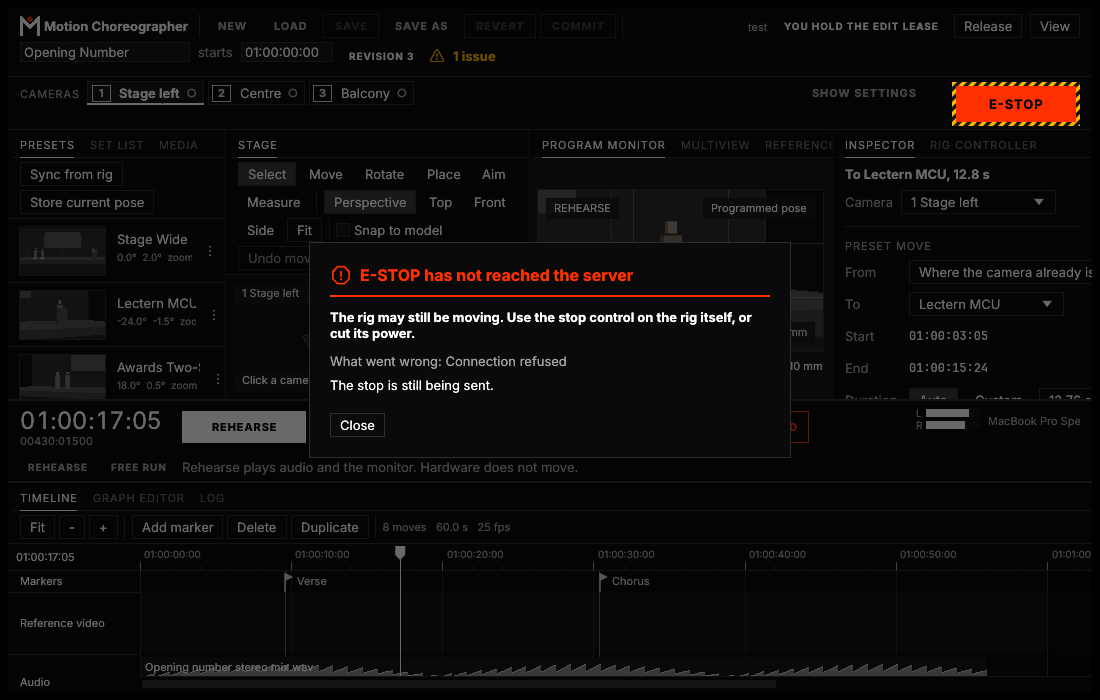 Motion Choreographer NEW LOAD SAVE SAVE AS REVERT COMMIT test YOU HOLD THE EDIT LEASE Release View
Opening Number starts 01:00:00:00 REVISION 3 1 issue
CAMERAS 1 Stage left 2 Centre 3 Balcony SHOW SETTINGS E-STOP
PRESETS SET LIST MEDIA
Sync from rig
Store current pose
Stage Wide
0.0° 2.0° zoom
Lectern MCU
-24.0° -1.5° zoo
Awards Two-
18.0° 0.5° zoom
STAGE
Select Move Rotate Place Aim
Measure Perspective Top Front
Side Fit Snap to model
Undo mov
1 Stage left
Click a came
PROGRAM MONITOR MULTIVIEW REFERENC
REHEARSE Programmed pose
mm
0 mm
INSPECTOR RIG CONTROLLER
To Lectern MCU, 12.8 s
Camera 1 Stage left
PRESET MOVE
From Where the camera already is
To Lectern MCU
Start 01:00:03:05
End 01:00:15:24
Duration Auto Custom 12.76 s
E-STOP has not reached the server
The rig may still be moving. Use the stop control on the rig itself, or
cut its power.
What went wrong: Connection refused
The stop is still being sent.
Close
01:00:17:05
00430:01500
REHEARSE
L
R
MacBook Pro Spe
REHEARSE FREE RUN Rehearse plays audio and the monitor. Hardware does not move.
TIMELINE GRAPH EDITOR LOG
Fit - + Add marker Delete Duplicate 8 moves 60.0 s 25 fps
01:00:17:05 01:00:00:00 01:00:10:00 01:00:20:00 01:00:30:00 01:00:40:00 01:00:50:00 01:01:00
Markers Verse Chorus
Reference video
Opening number stereo mix.wav
Audio